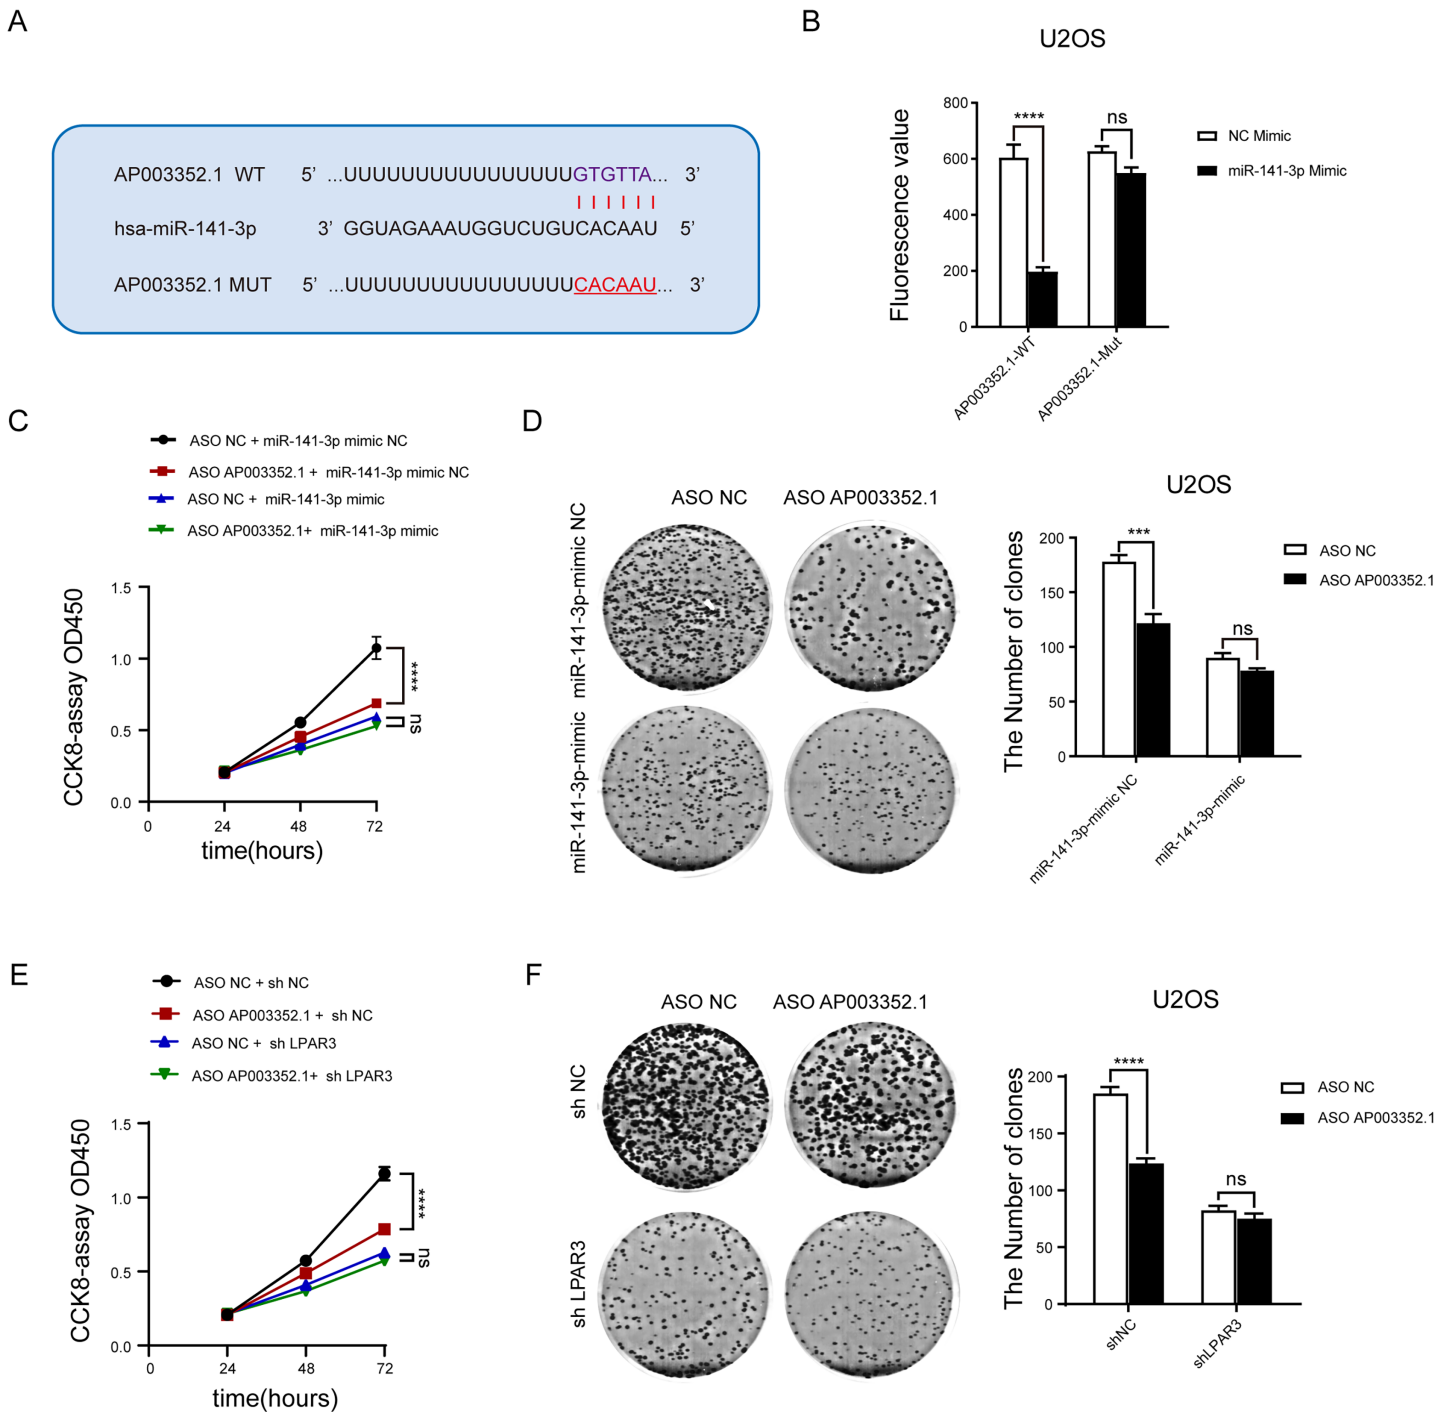 A
AP003352.1 WT 5’ ...UUUUUUUUUUUUUUUUGTGTTA... 3’
hsa-miR-141-3p 3’ GGUAGAAAUGGUCUGUCACAAU 5’
AP003352.1 MUT 5’ ...UUUUUUUUUUUUUUUUCACAAU... 3’
B
U2OS
Fluorescence value
800
600
400
200
0
****
ns
NC Mimic
miR-141-3p Mimic
AP003352.1-WT
AP003352.1-Mut
C
ASO NC + miR-141-3p mimic NC
ASO AP003352.1 + miR-141-3p mimic NC
ASO NC + miR-141-3p mimic
ASO AP003352.1+ miR-141-3p mimic
CCK8-assay OD450
1.5
1.0
0.5
0.0
****
ns
0 24 48 72
time(hours)
D
ASO NC ASO AP003352.1
miR-141-3p-mimic NC
miR-141-3p-mimic
U2OS
The Number of clones
200
150
100
50
0
***
ns
ASO NC
ASO AP003352.1
miR-141-3p-mimic NC
miR-141-3p-mimic
E
ASO NC + sh NC
ASO AP003352.1 + sh NC
ASO NC + sh LPAR3
ASO AP003352.1+ sh LPAR3
CCK8-assay OD450
1.5
1.0
0.5
0.0
****
ns
0 24 48 72
time(hours)
F
ASO NC ASO AP003352.1
sh NC
sh LPAR3
U2OS
The Number of clones
200
150
100
50
0
****
ns
ASO NC
ASO AP003352.1
shNC
shLPAR3